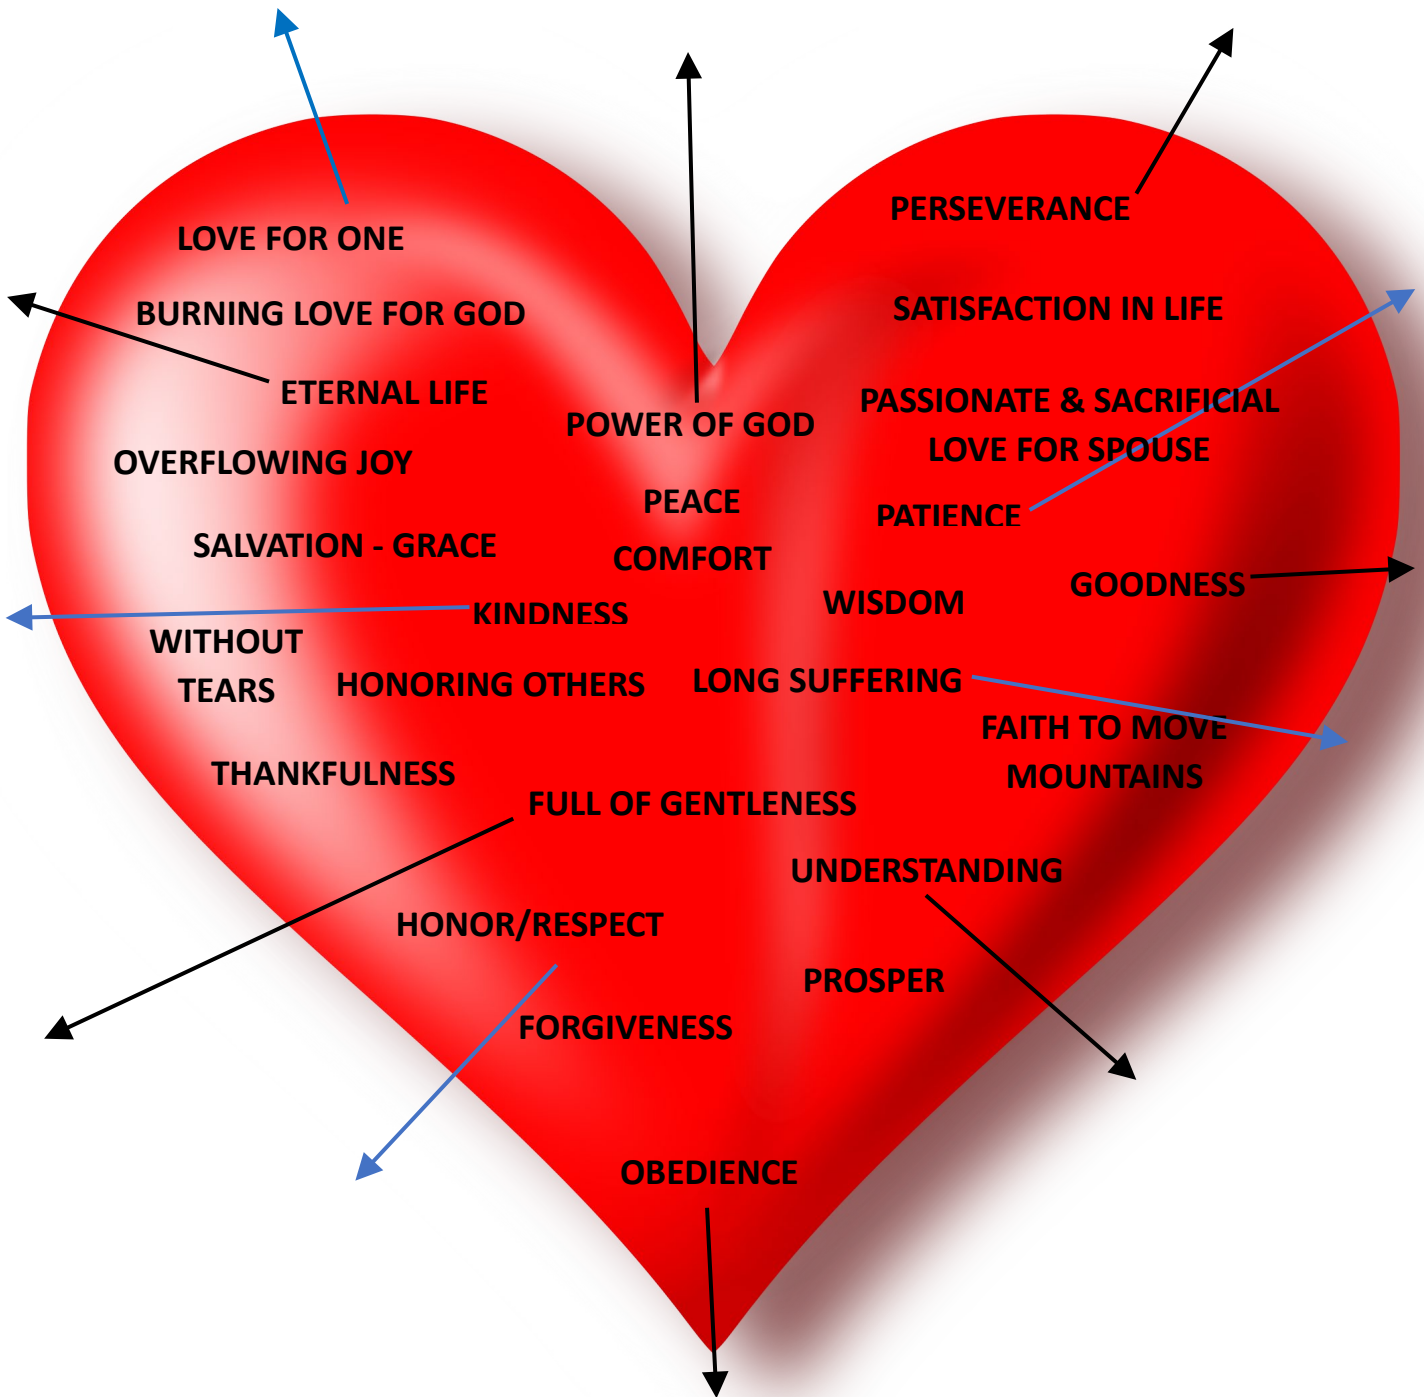 PERSEVERANCE
LOVE FOR ONE
BURNING LOVE FOR GOD
SATISFACTION IN LIFE
ETERNAL LIFE
POWER OF GOD
PASSIONATE & SACRIFICIAL
LOVE FOR SPOUSE
OVERFLOWING JOY
PEACE
PATIENCE
SALVATION - GRACE
COMFORT
GOODNESS
WISDOM
KINDNESS
WITHOUT
TEARS
HONORING OTHERS
LONG SUFFERING
FAITH TO MOVE
MOUNTAINS
THANKFULNESS
FULL OF GENTLENESS
UNDERSTANDING
HONOR/RESPECT
PROSPER
FORGIVENESS
OBEDIENCE